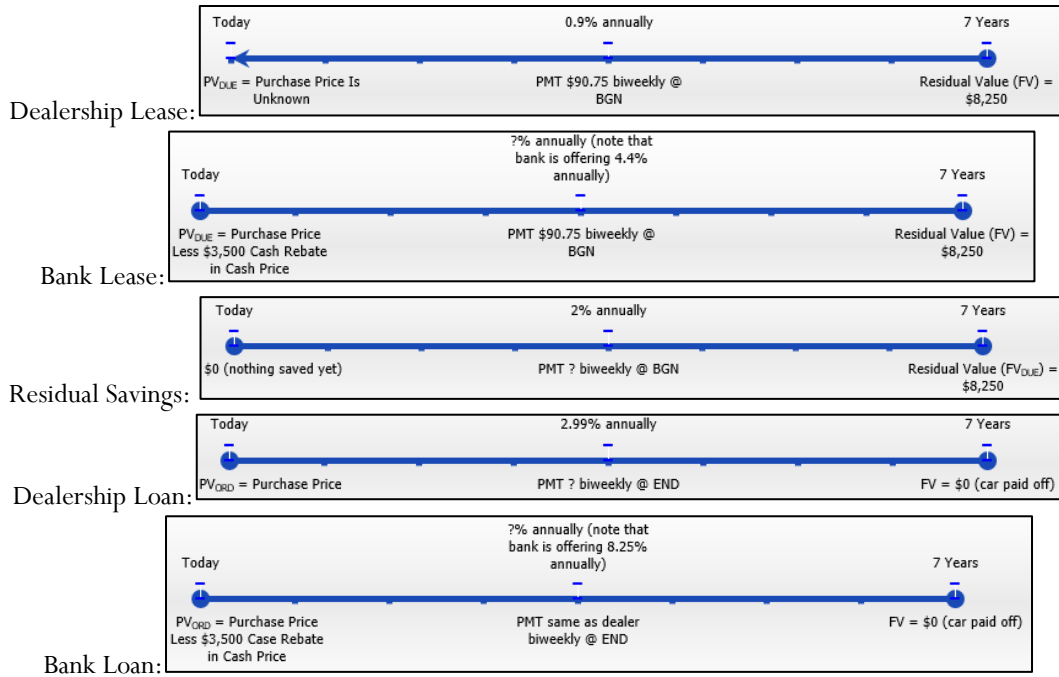 Today 0.9% annually 7 Years
PV_DUE = Purchase Price Is PMT $90.75 biweekly @ Residual Value (FV) =
Unknown BGN $8,250
Dealership Lease:
?% annually (note that
bank is offering 4.4%
Today annually) 7 Years
PV_DUE = Purchase Price PMT $90.75 biweekly @ Residual Value (FV) =
Less $3,500 Cash Rebate BGN $8,250
in Cash Price
Bank Lease:
Today 2% annually 7 Years
$0 (nothing saved yet) PMT ? biweekly @ BGN Residual Value (FV_DUE) =
Residual Savings: $8,250
Today 2.99% annually 7 Years
PV_ORD = Purchase Price PMT ? biweekly @ END FV = $0 (car paid off)
Dealership Loan:
?% annually (note that
bank is offering 8.25%
Today annually) 7 Years
PV_ORD = Purchase Price PMT same as dealer FV = $0 (car paid off)
Less $3,500 Case Rebate biweekly @ END
in Cash Price
Bank Loan: